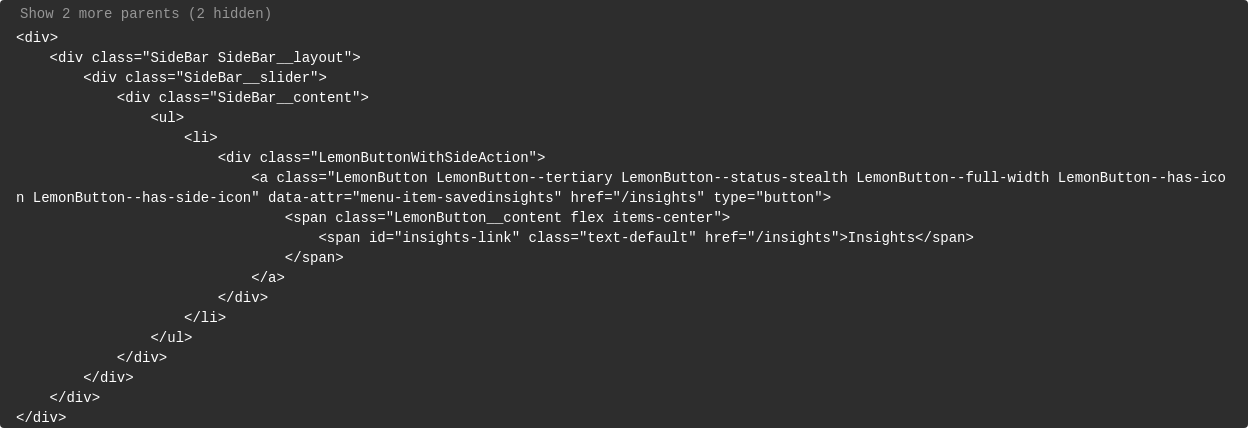 Show 2 more parents (2 hidden)
<div>
    <div class="SideBar SideBar__layout">
        <div class="SideBar__slider">
            <div class="SideBar__content">
                <ul>
                    <li>
                        <div class="LemonButtonWithSideAction">
                            <a class="LemonButton LemonButton--tertiary LemonButton--status-stealth LemonButton--full-width LemonButton--has-ico
n LemonButton--has-side-icon" data-attr="menu-item-savedinsights" href="/insights" type="button">
                                <span class="LemonButton__content flex items-center">
                                    <span id="insights-link" class="text-default" href="/insights">Insights</span>
                                </span>
                            </a>
                        </div>
                    </li>
                </ul>
            </div>
        </div>
    </div>
</div>